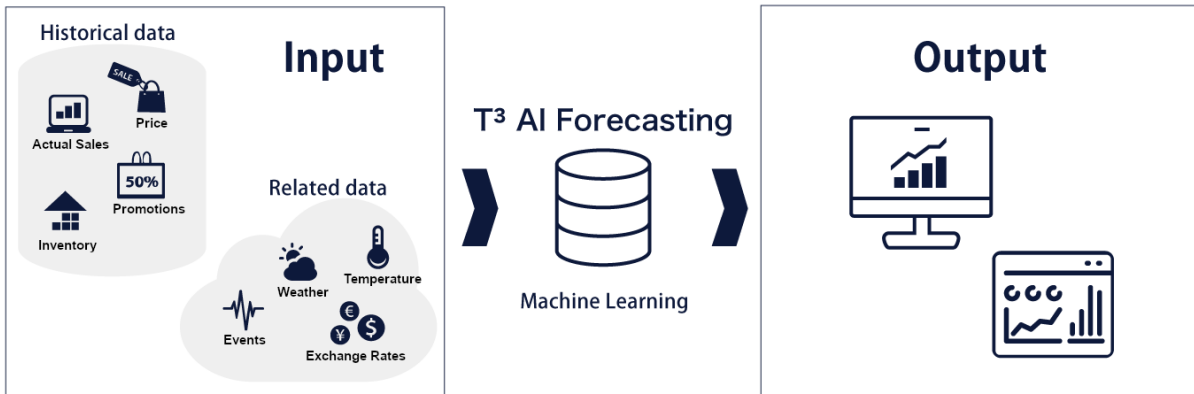 Historical data
Input
SALE
Price
Actual Sales
50%
Promotions
Inventory
Related data
Weather
Temperature
Events
€
¥
$
Exchange Rates
T³ AI Forecasting
Machine Learning
Output